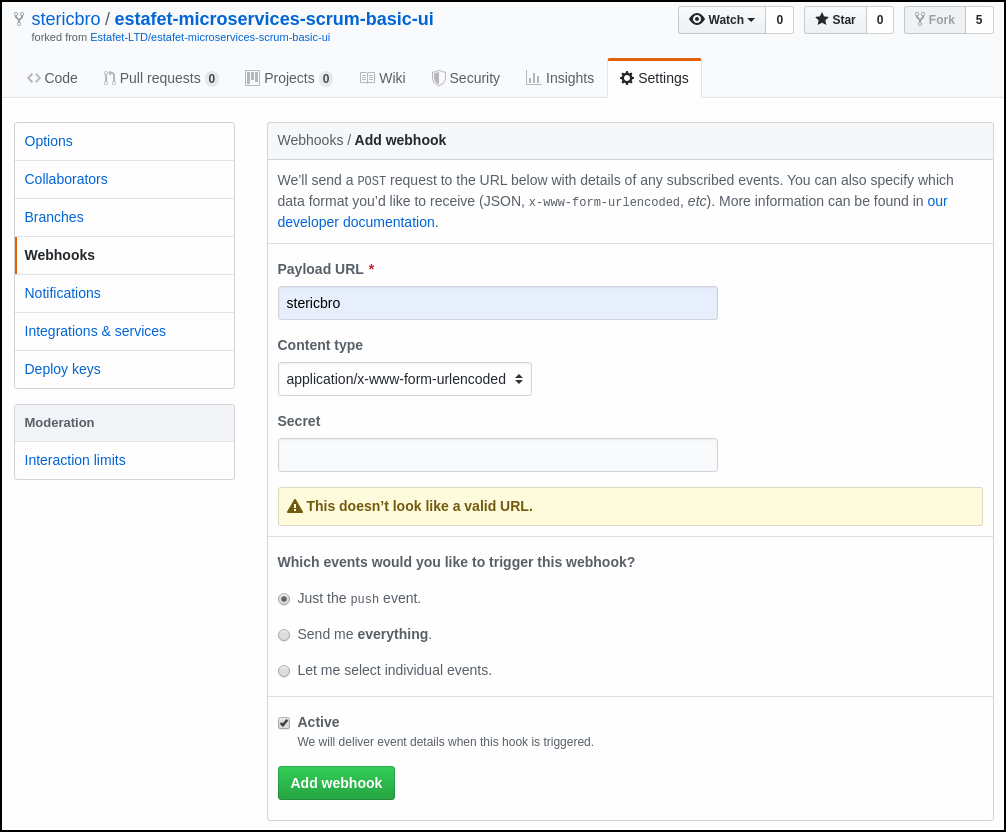 stericbro / estafet-microservices-scrum-basic-ui
forked from Estafet-LTD/estafet-microservices-scrum-basic-ui
Watch 0 Star 0 Fork 5
Code Pull requests 0 Projects 0 Wiki Security Insights Settings
Options
Collaborators
Branches
Webhooks
Notifications
Integrations & services
Deploy keys
Moderation
Interaction limits
Webhooks / Add webhook
We’ll send a POST request to the URL below with details of any subscribed events. You can also specify which
data format you’d like to receive (JSON, x-www-form-urlencoded, etc). More information can be found in our
developer documentation.
Payload URL *
stericbro
Content type
application/x-www-form-urlencoded
Secret
This doesn’t look like a valid URL.
Which events would you like to trigger this webhook?
Just the push event.
Send me everything.
Let me select individual events.
Active
We will deliver event details when this hook is triggered.
Add webhook